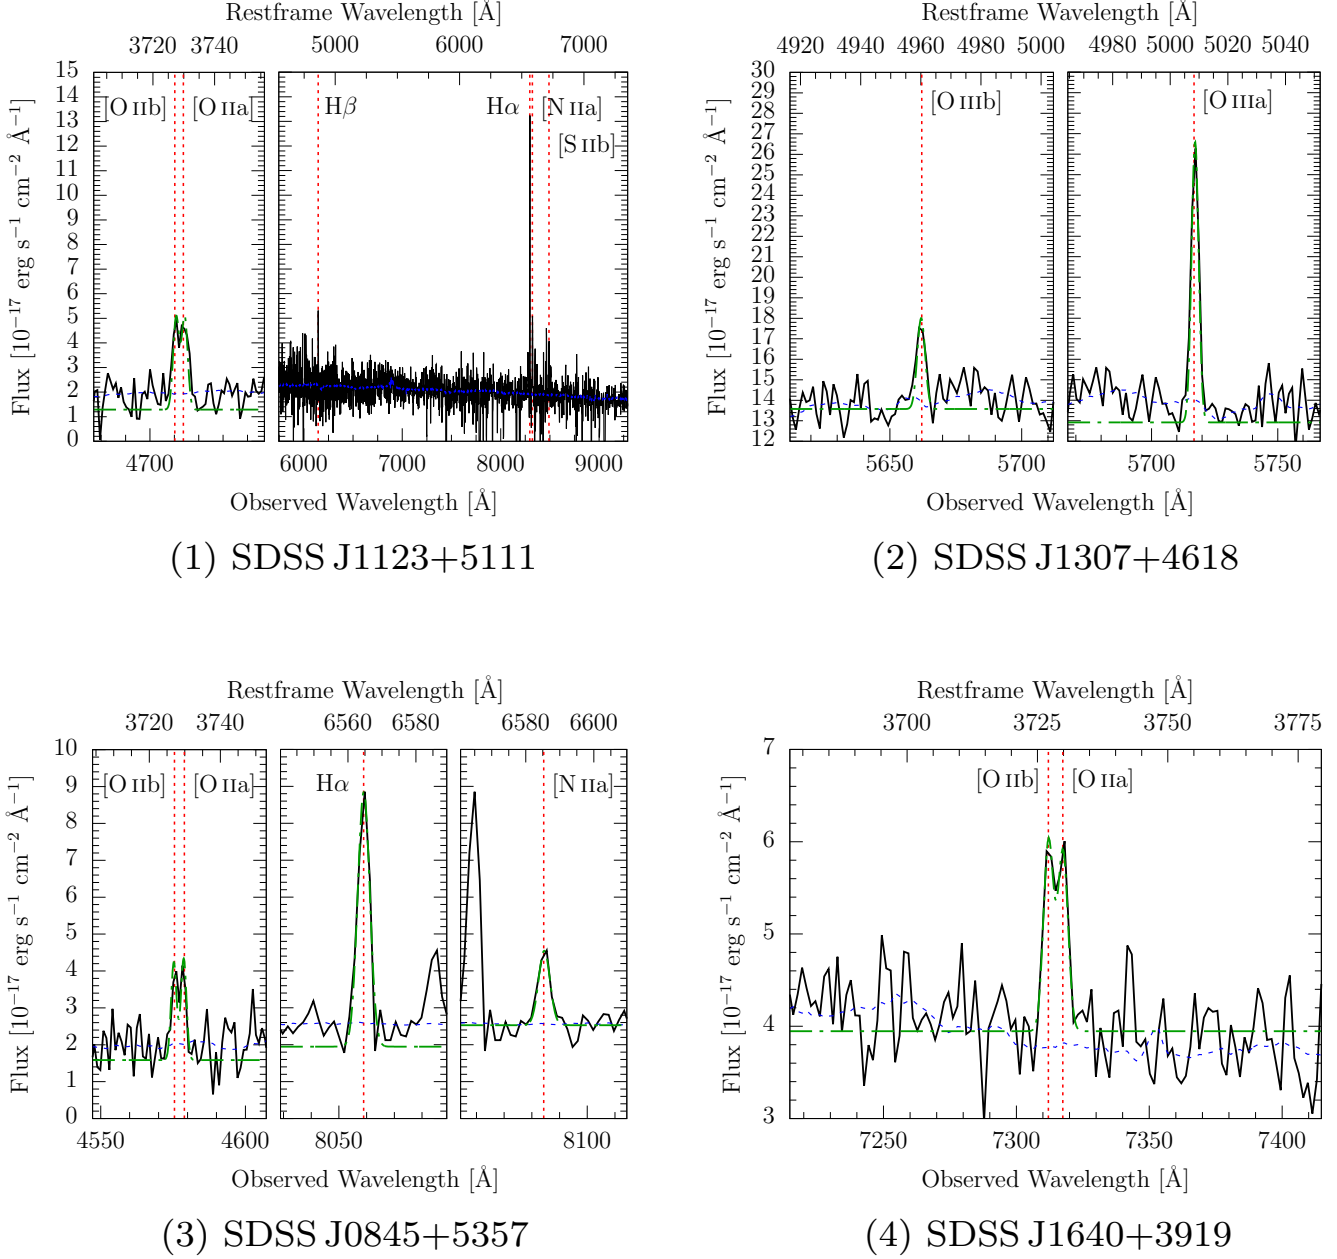 Restframe Wavelength [Å]
3720 3740 5000 6000 7000
15
14
13
12
11
10
9
8
7
6
5
4
3
2
1
0
Flux [10⁻¹⁷ erg s⁻¹ cm⁻² Å⁻¹]
[O IIb] [O IIa] Hβ Hα [N IIa]
[S IIb]
4700 6000 7000 8000 9000
Observed Wavelength [Å]
(1) SDSS J1123+5111
Restframe Wavelength [Å]
4920 4940 4960 4980 5000 4980 5000 5020 5040
30
29
28
27
26
25
24
23
22
21
20
19
18
17
16
15
14
13
12
Flux [10⁻¹⁷ erg s⁻¹ cm⁻² Å⁻¹]
[O IIIb] [O IIIa]
5650 5700 5700 5750
Observed Wavelength [Å]
(2) SDSS J1307+4618
Restframe Wavelength [Å]
3720 3740 6560 6580 6580 6600
10
9
8
7
6
5
4
3
2
1
0
Flux [10⁻¹⁷ erg s⁻¹ cm⁻² Å⁻¹]
[O IIb] [O IIa] Hα [N IIa]
4550 4600 8050 8100
Observed Wavelength [Å]
(3) SDSS J0845+5357
Restframe Wavelength [Å]
3700 3725 3750 3775
7
6
5
4
3
Flux [10⁻¹⁷ erg s⁻¹ cm⁻² Å⁻¹]
[O IIb] [O IIa]
7250 7300 7350 7400
Observed Wavelength [Å]
(4) SDSS J1640+3919